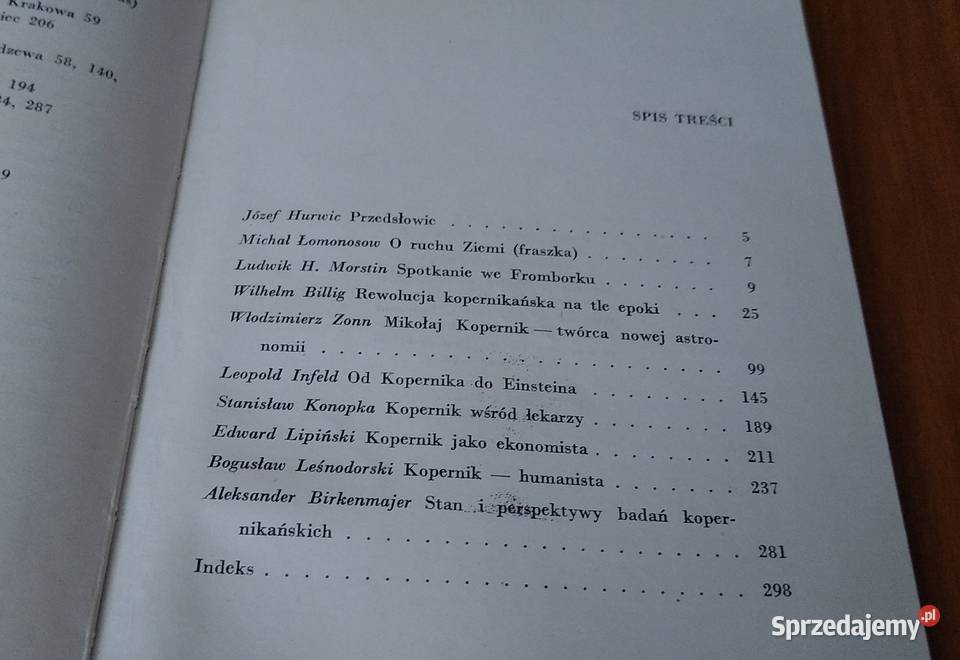 Krakowa 59
206
58, 140,
194
287
9
SPIS TREŚCI
Józef Hurwic Przedsłowie . . . . . . . . . . . . . . . . 5
Michał Łomonosow O ruchu Ziemi (fraszka) . . . . . . . . 7
Ludwik H. Morstin Spotkanie we Fromborku . . . . . . . 9
Wilhelm Billig Rewolucja kopernikańska na tle epoki . . . 25
Włodzimierz Zonn Mikołaj Kopernik — twórca nowej astro-
nomii . . . . . . . . . . . . . . . . . . . . 99
Leopold Infeld Od Kopernika do Einsteina . . . . . . . . 145
Stanisław Konopka Kopernik wśród lekarzy . . . . . . . . 189
Edward Lipiński Kopernik jako ekonomista . . . . . . . . 211
Bogusław Leśnodorski Kopernik — humanista . . . . . . . 237
Aleksander Birkenmajer Stan i perspektywy badań koper-
nikańskich . . . . . . . . . . . . . . . . . . 281
Indeks . . . . . . . . . . . . . . . . . . . . . . 298
Sprzedajemy.pl